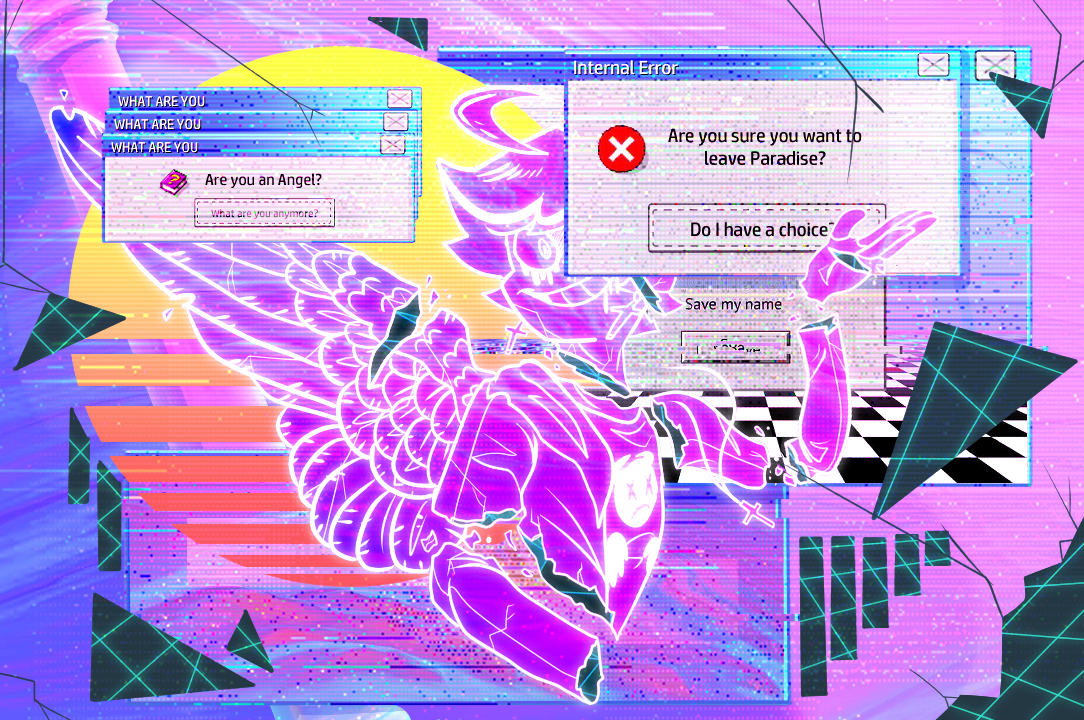 WHAT ARE YOU
WHAT ARE YOU
WHAT ARE YOU
Are you an Angel?
What are you anymore?
Internal Error
Are you sure you want to
leave Paradise?
Do I have a choice?
Save my name